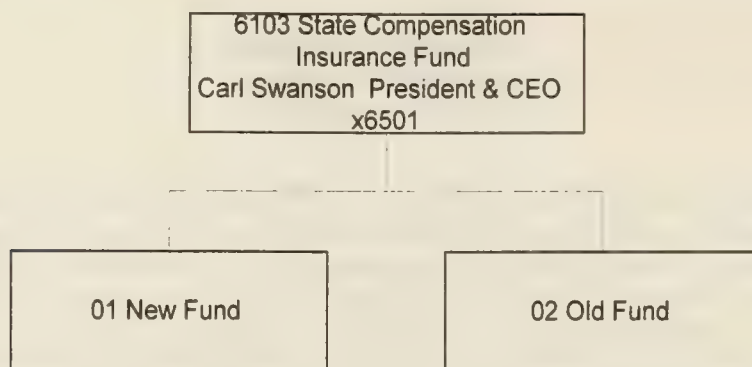 6103 State Compensation
Insurance Fund
Carl Swanson President & CEO
x6501
01 New Fund
02 Old Fund